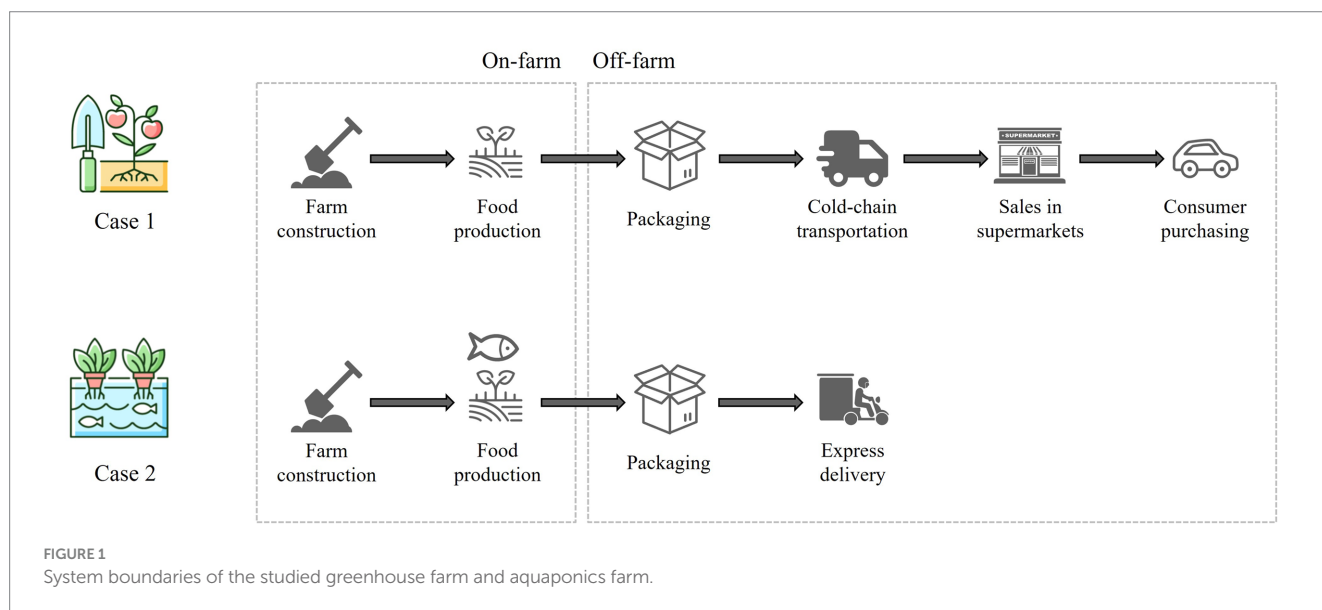 On-farm Off-farm
Case 1
Farm
construction
Food
production
Packaging
Cold-chain
transportation
SUPERMARKET
Sales in
supermarkets
Consumer
purchasing
Case 2
Farm
construction
Food
production
Packaging
Express
delivery
FIGURE 1
System boundaries of the studied greenhouse farm and aquaponics farm.